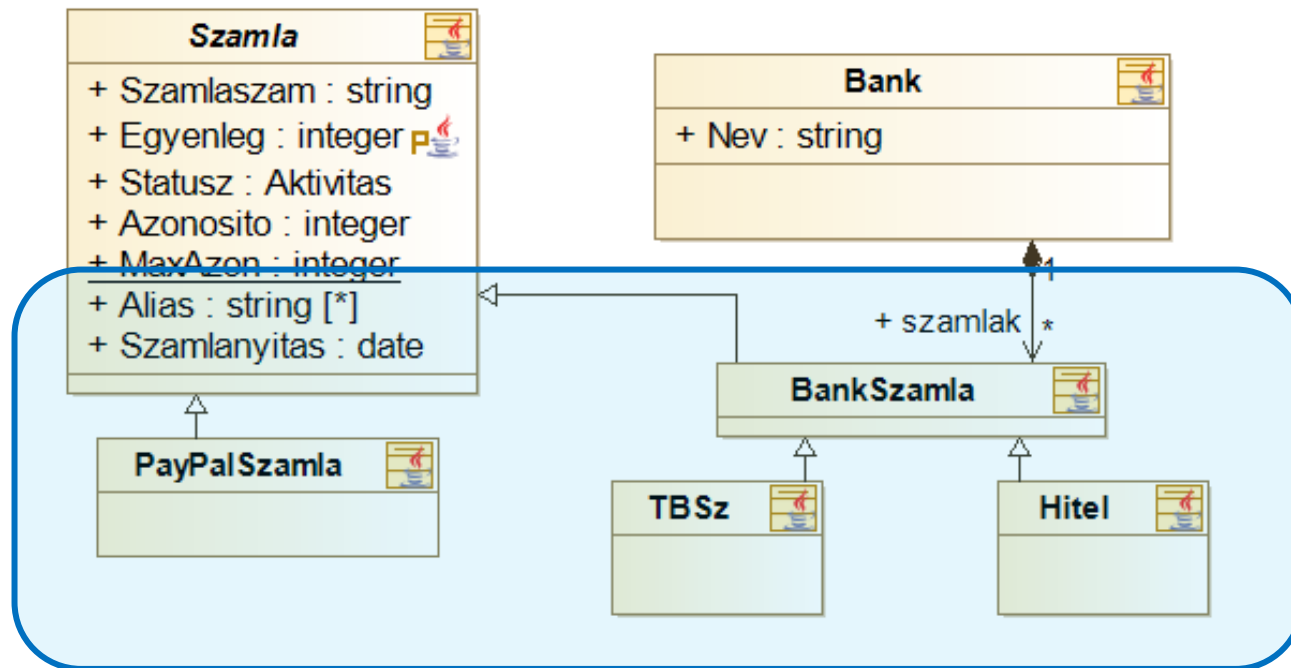 Szamla
+ Szamlaszam : string
+ Egyenleg : integer P
+ Statusz : Aktivitas
+ Azonosito : integer
+ MaxAzon : integer
+ Alias : string [*]
+ Szamlanyitas : date
Bank
+ Nev : string
1
+ szamlak *
BankSzamla
PayPalSzamla
TBSz
Hitel